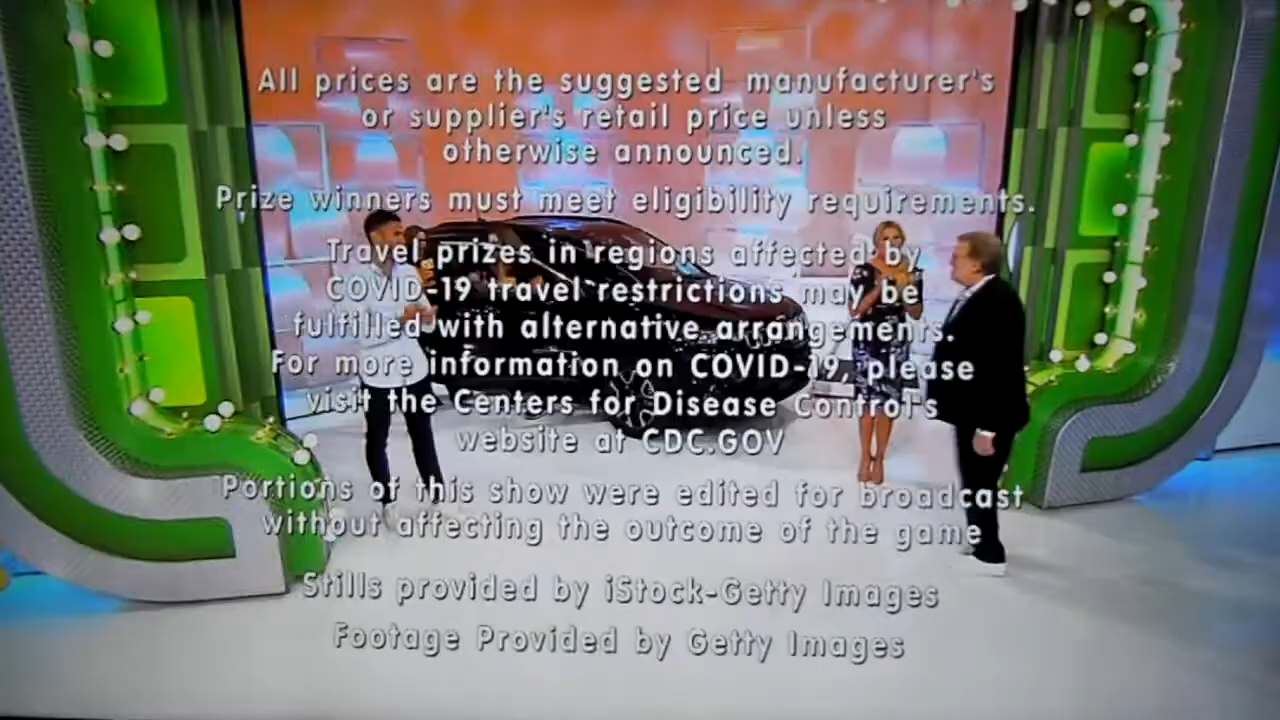 All prices are the suggested manufacturer's
or supplier's retail price unless
otherwise announced.
Prize winners must meet eligibility requirements.
Travel prizes in regions affected by
COVID-19 travel restrictions may be
fulfilled with alternative arrangements.
For more information on COVID-19, please
visit the Centers for Disease Control's
website at CDC.GOV
Portions of this show were edited for broadcast
without affecting the outcome of the game
Stills provided by iStock-Getty Images
Footage Provided by Getty Images